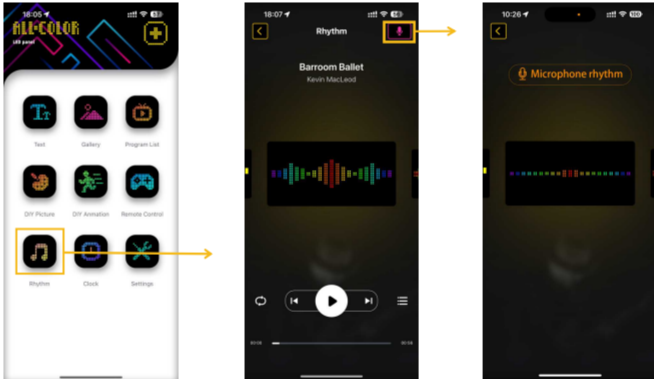 18:05
ALL·COLOR
LED panel
Text
Gallery
Program List
DIY Picture
DIY Anmation
Remote Control
Rhythm
Clock
Settings
18:07
Rhythm
Barroom Ballet
Kevin MacLeod
10:26
Microphone rhythm